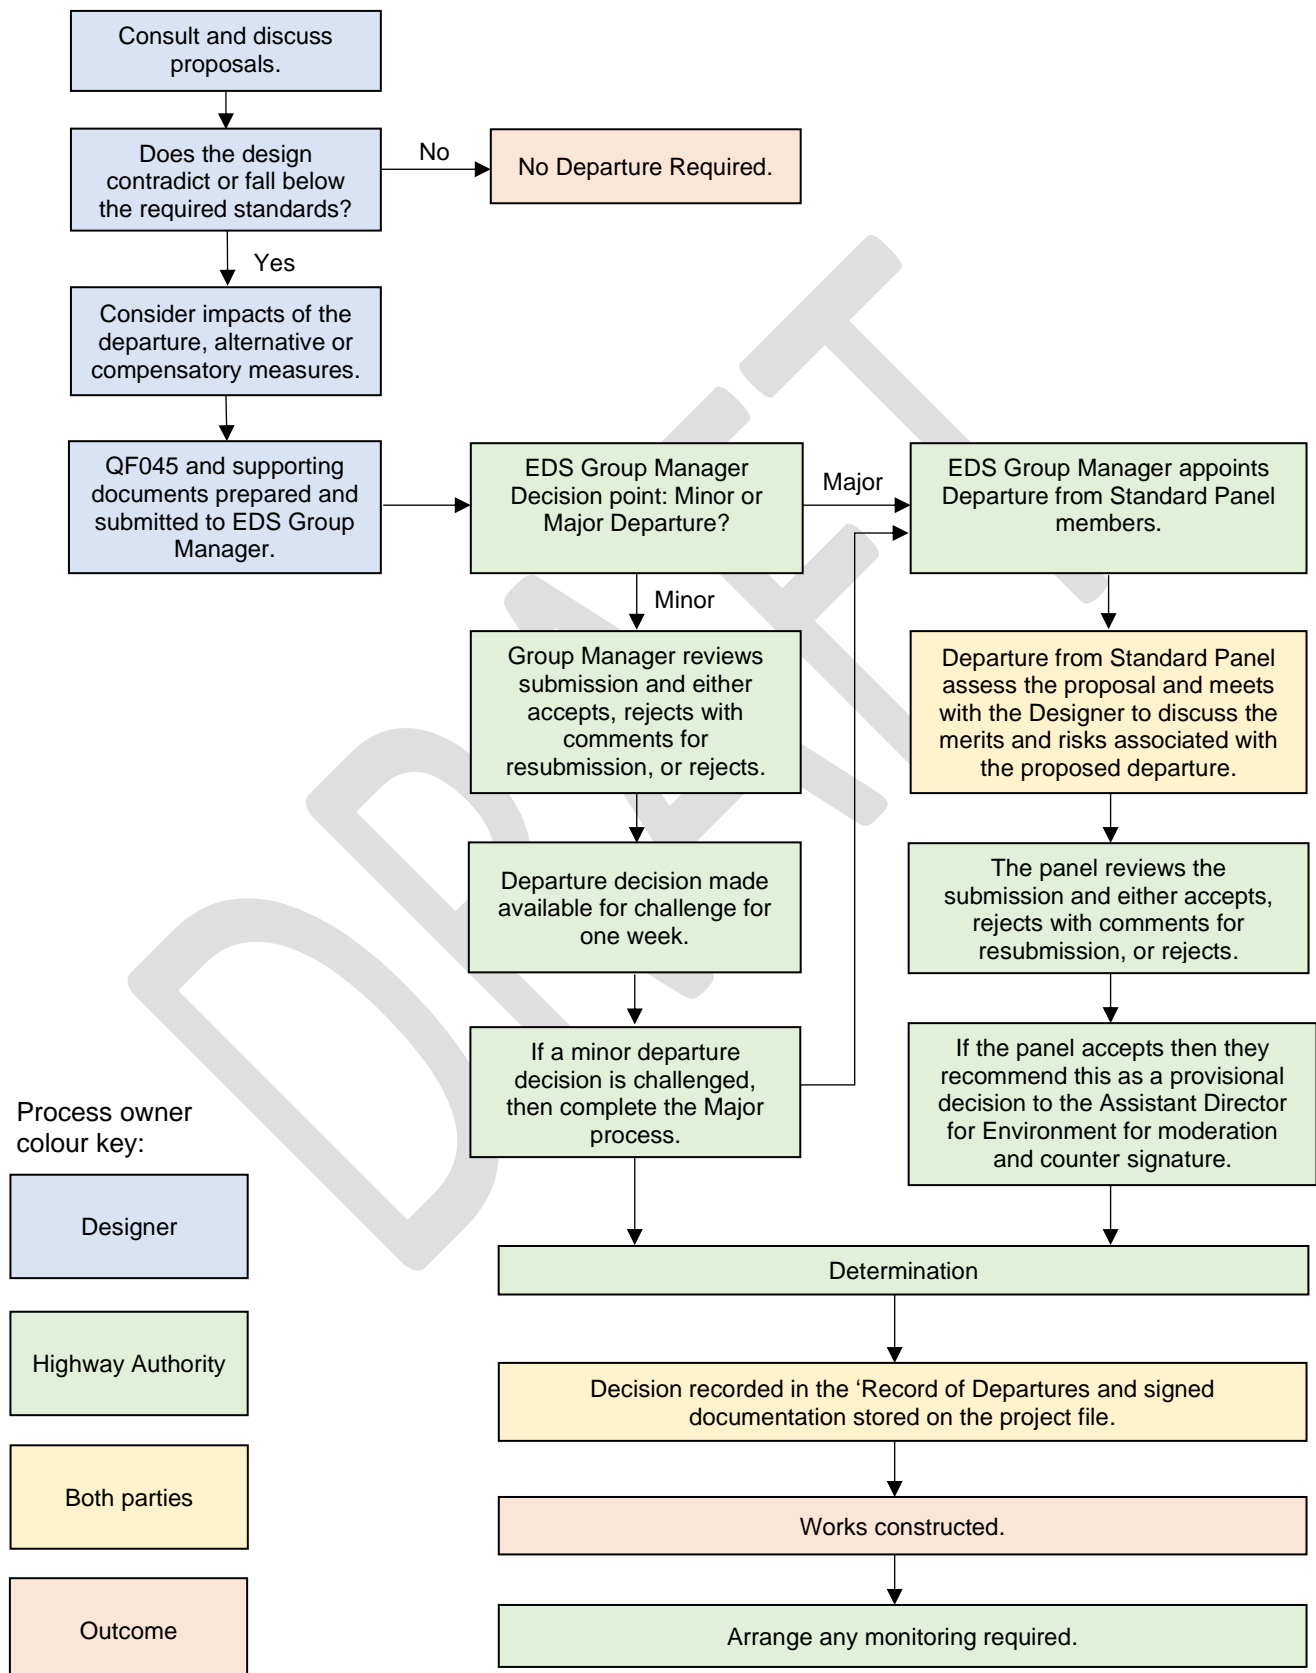 Consult and discuss
proposals.
Does the design
contradict or fall below
the required standards?
No
No Departure Required.
Yes
Consider impacts of the
departure, alternative or
compensatory measures.
QF045 and supporting
documents prepared and
submitted to EDS Group
Manager.
EDS Group Manager
Decision point: Minor or
Major Departure?
Major
EDS Group Manager appoints
Departure from Standard Panel
members.
Minor
Group Manager reviews
submission and either
accepts, rejects with
comments for
resubmission, or rejects.
Departure from Standard Panel
assess the proposal and meets
with the Designer to discuss the
merits and risks associated with
the proposed departure.
Departure decision made
available for challenge for
one week.
The panel reviews the
submission and either accepts,
rejects with comments for
resubmission, or rejects.
If a minor departure
decision is challenged,
then complete the Major
process.
If the panel accepts then they
recommend this as a provisional
decision to the Assistant Director
for Environment for moderation
and counter signature.
Determination
Decision recorded in the ‘Record of Departures and signed
documentation stored on the project file.
Works constructed.
Arrange any monitoring required.
Process owner
colour key:
Designer
Highway Authority
Both parties
Outcome
DRAFT